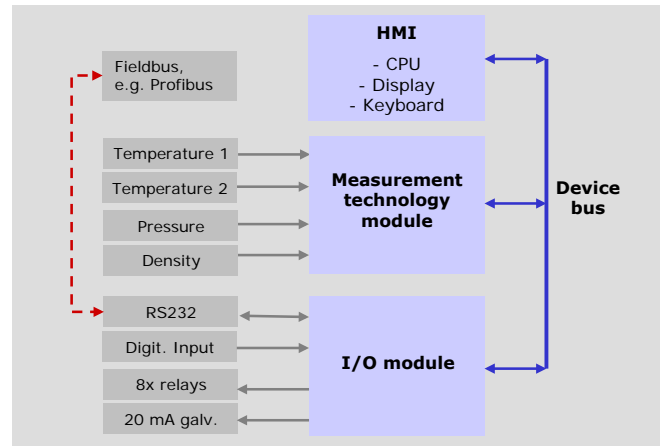 HMI
- CPU
- Display
- Keyboard
Fieldbus,
e.g. Profibus
Temperature 1
Temperature 2
Pressure
Density
Measurement
technology
module
Device
bus
RS232
Digit. Input
8x relays
20 mA galv.
I/O module